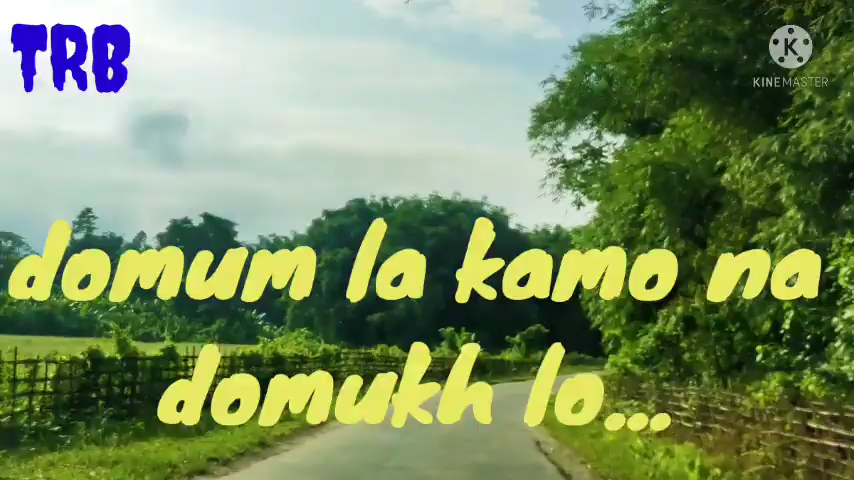 TRB
K
KINEMASTER
domum la kamo na
domukh lo...